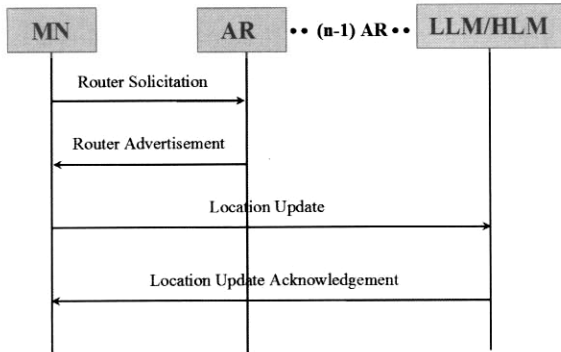 MN AR •• (n-1) AR •• LLM/HLM
Router Solicitation
Router Advertisement
Location Update
Location Update Acknowledgement